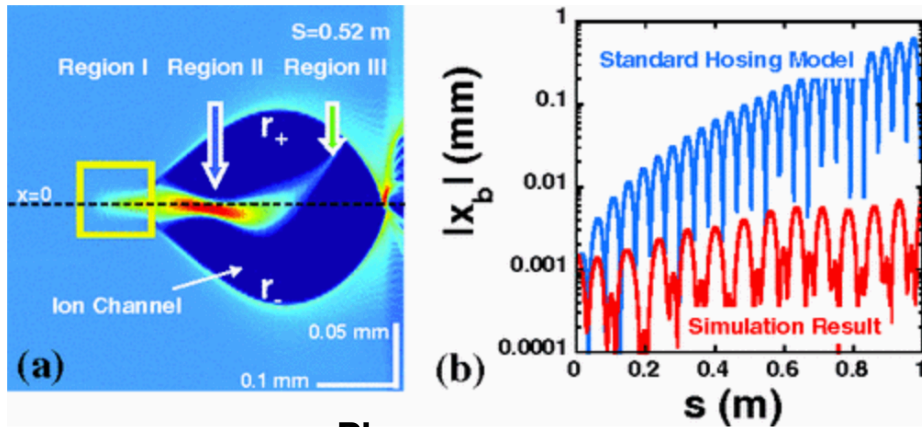 S=0.52 m
Region I Region II Region III
r+
x=0
r-
Ion Channel
0.05 mm
0.1 mm
(a)
|x_b| (mm)
1
0.1
0.01
0.001
0.0001
Standard Hosing Model
Simulation Result
0 0.2 0.4 0.6 0.8 1
s (m)
(b)